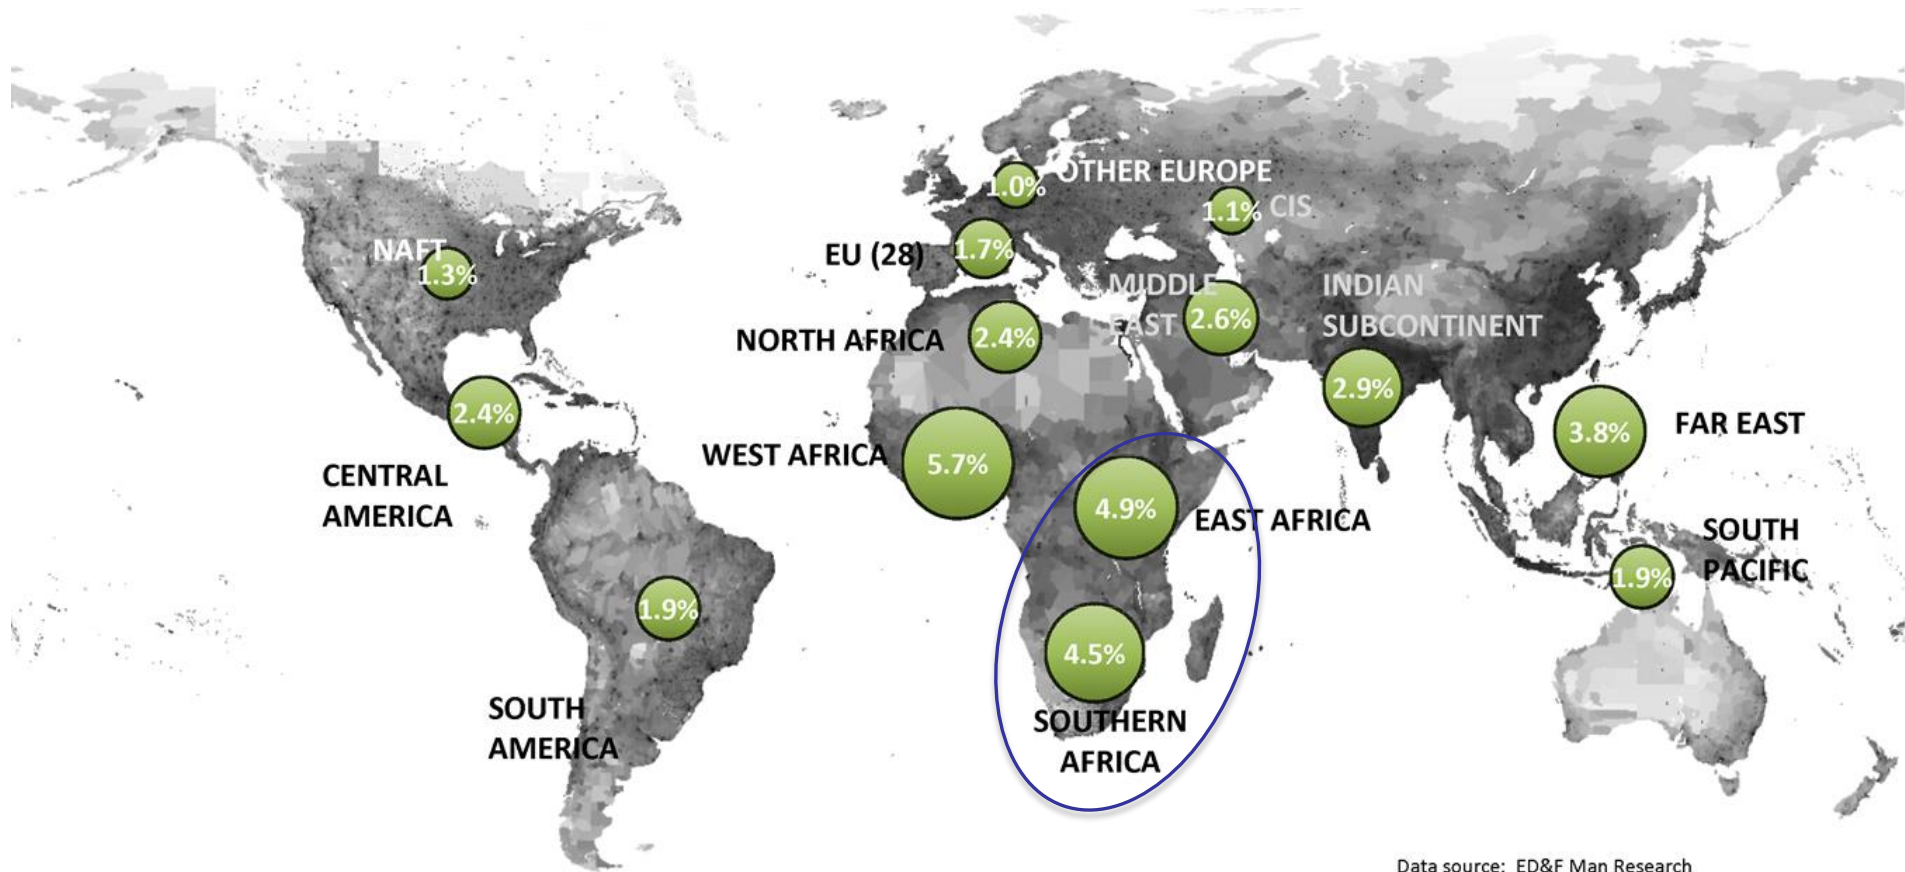 OTHER EUROPE
1.0%
1.1%
CIS
NAFT
1.3%
EU (28)
1.7%
MIDDLE
EAST
2.6%
INDIAN
SUBCONTINENT
NORTH AFRICA
2.4%
2.9%
2.4%
CENTRAL
AMERICA
WEST AFRICA
5.7%
3.8%
FAR EAST
4.9%
EAST AFRICA
SOUTH
PACIFIC
1.9%
1.9%
SOUTH
AMERICA
4.5%
SOUTHERN
AFRICA
Data source: ED&F Man Research